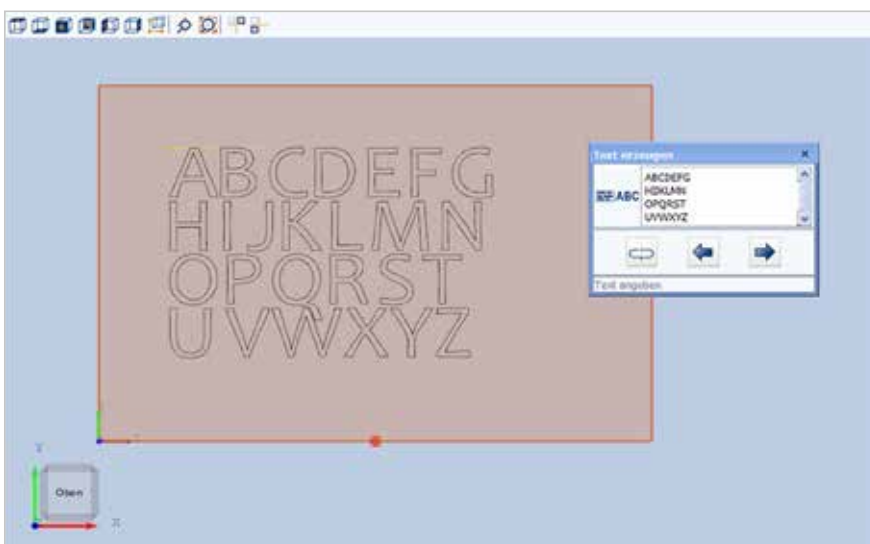 ABCDEFG
HIJKLMN
OPQRST
UVWXYZ
Text erzeugen
ABC
ABCDEFG
HIJKLMN
OPQRST
UVWXYZ
Text angeben
Y
Oben
X